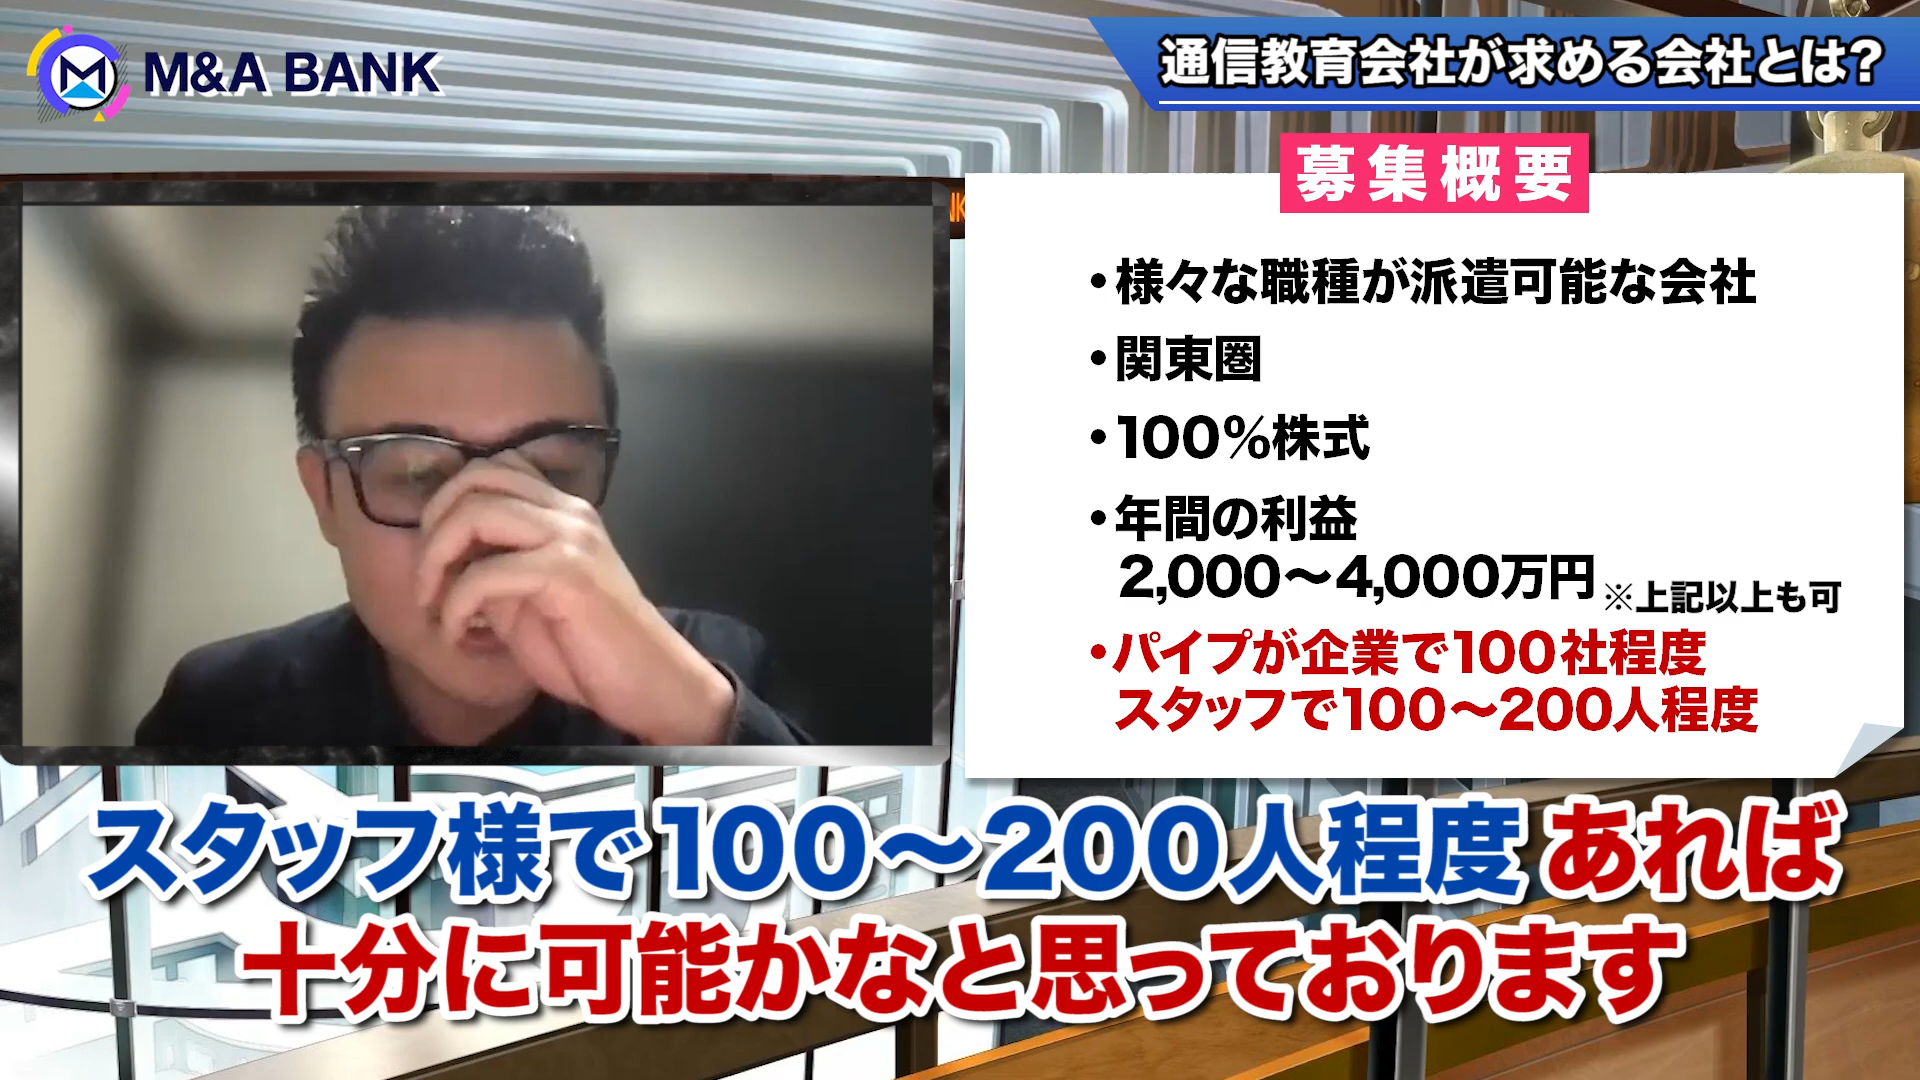 M&A BANK
通信教育会社が求める会社とは?
募集概要
・様々な職種が派遣可能な会社
・関東圏
・100%株式
・年間の利益
2,000〜4,000万円 ※上記以上も可
・パイプが企業で100社程度
スタッフで100〜200人程度
スタッフ様で100〜200人程度あれば
十分に可能かなと思っております